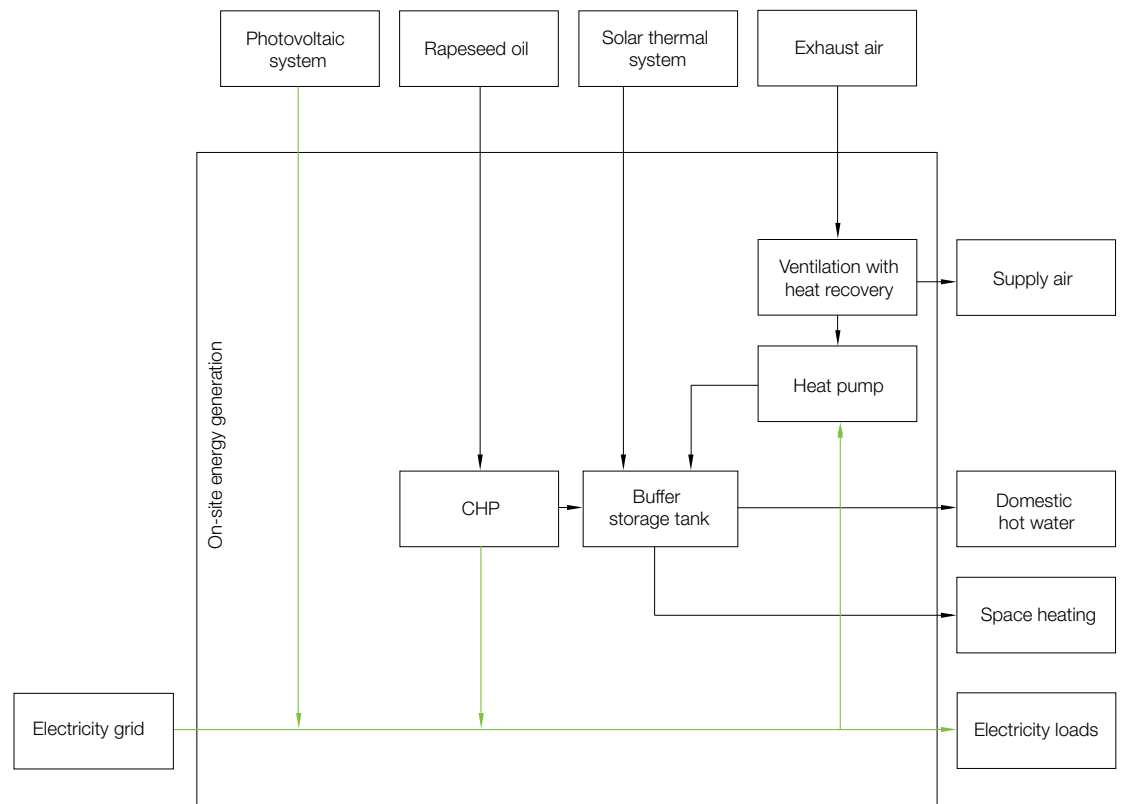 Photovoltaic
system
Rapeseed oil
Solar thermal
system
Exhaust air
Ventilation with
heat recovery
Supply air
Heat pump
On-site energy generation
CHP
Buffer
storage tank
Domestic
hot water
Space heating
Electricity grid
Electricity loads